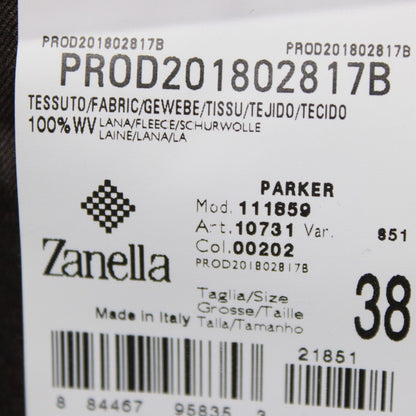 PROD201802817B PROD201802817B
PROD201802817B
TESSUTO/FABRIC/GEWEBE/TISSU/TEJIDO/TECIDO
100%WV LANA/FLEECE/SCHURWOLLE
LAINE/LANA/LA
PARKER
Mod. 111859
Art. 10731 Var. 851
Col. 00202
PROD201802817B
Zanella
Taglia/Size
Grosse/Taille
Talla/Tamanho
38
Made in Italy
21851
8 84467 95835 3